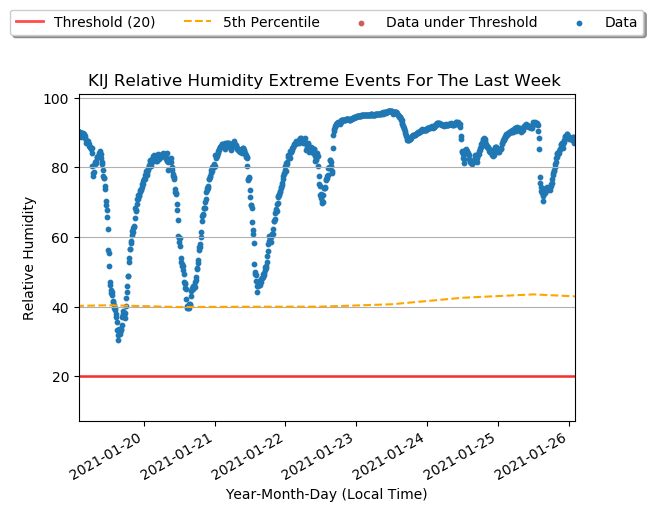 Threshold (20) 5th Percentile Data under Threshold Data
KIJ Relative Humidity Extreme Events For The Last Week
100
80
60
40
20
Relative Humidity
2021-01-20 2021-01-21 2021-01-22 2021-01-23 2021-01-24 2021-01-25 2021-01-26
Year-Month-Day (Local Time)